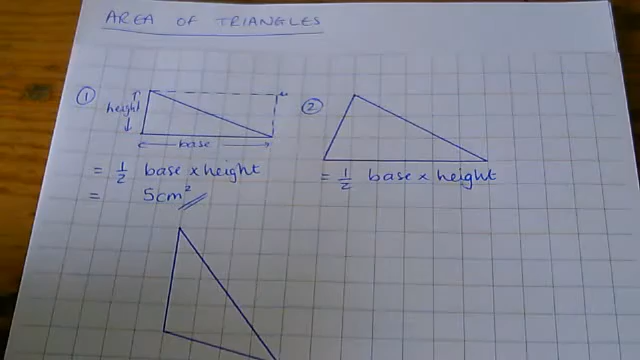 AREA OF TRIANGLES
① ②
height
base
= 1/2 base x height = 1/2 base x height
= 5cm²